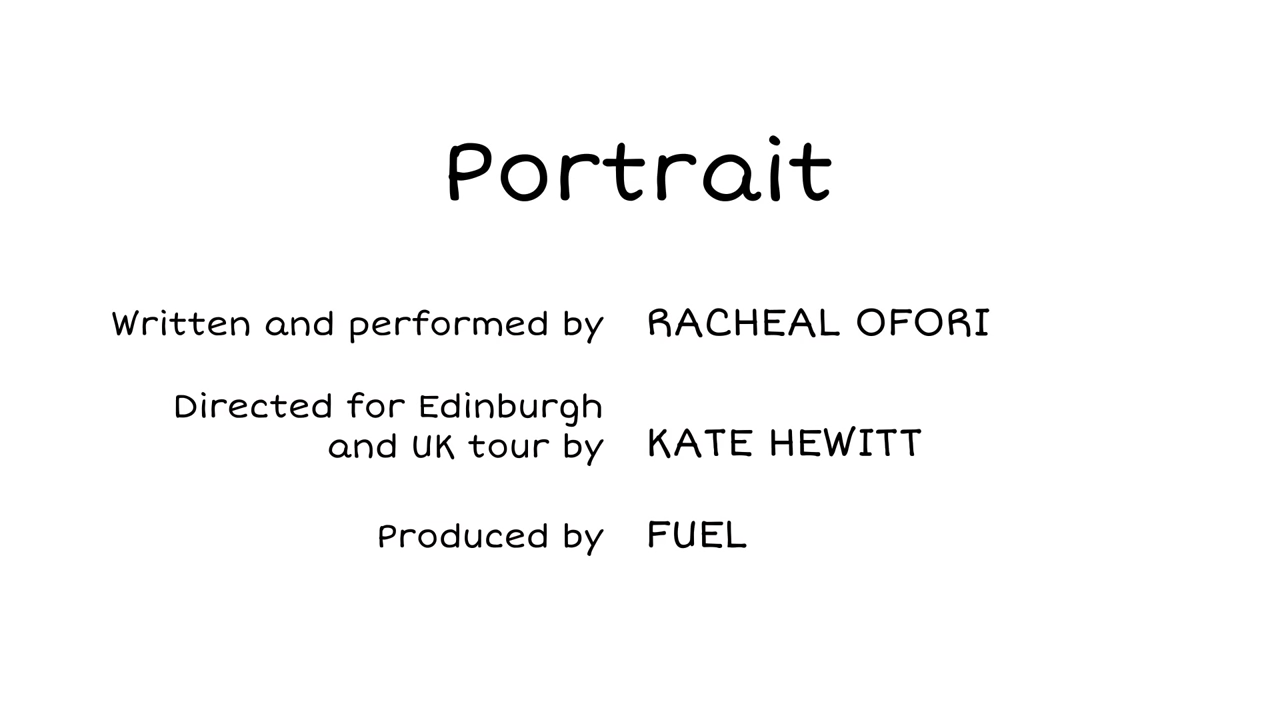 Portrait
Written and performed by RACHEAL OFORI
Directed for Edinburgh
and UK tour by KATE HEWITT
Produced by FUEL